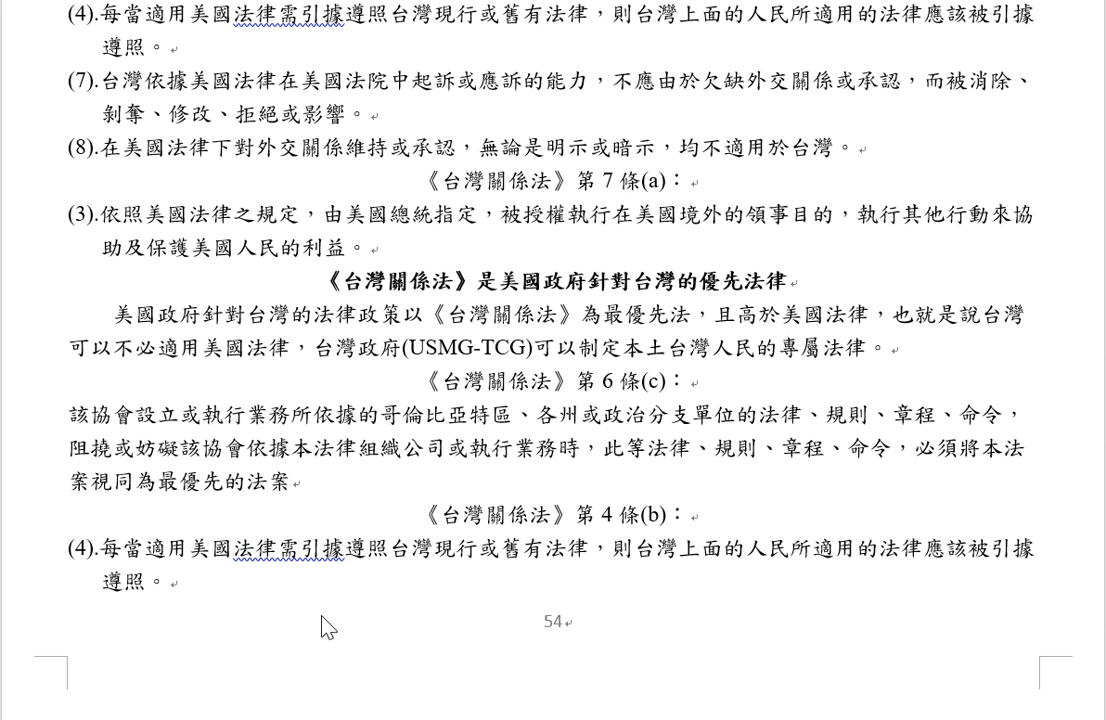 (4).每當適用美國法律需引據遵照台灣現行或舊有法律，則台灣上面的人民所適用的法律應該被引據
遵照。
(7).台灣依據美國法律在美國法院中起訴或應訴的能力，不應由於欠缺外交關係或承認，而被消除、
剝奪、修改、拒絕或影響。
(8).在美國法律下對外交關係維持或承認，無論是明示或暗示，均不適用於台灣。
《台灣關係法》第 7 條(a)：
(3).依照美國法律之規定，由美國總統指定，被授權執行在美國境外的領事目的，執行其他行動來協
助及保護美國人民的利益。
《台灣關係法》是美國政府針對台灣的優先法律
美國政府針對台灣的法律政策以《台灣關係法》為最優先法，且高於美國法律，也就是說台灣
可以不必適用美國法律，台灣政府(USMG-TCG)可以制定本土台灣人民的專屬法律。
《台灣關係法》第 6 條(c)：
該協會設立或執行業務所依據的哥倫比亞特區、各州或政治分支單位的法律、規則、章程、命令，
阻撓或妨礙該協會依據本法律組織公司或執行業務時，此等法律、規則、章程、命令，必須將本法
案視同為最優先的法案
《台灣關係法》第 4 條(b)：
(4).每當適用美國法律需引據遵照台灣現行或舊有法律，則台灣上面的人民所適用的法律應該被引據
遵照。
54